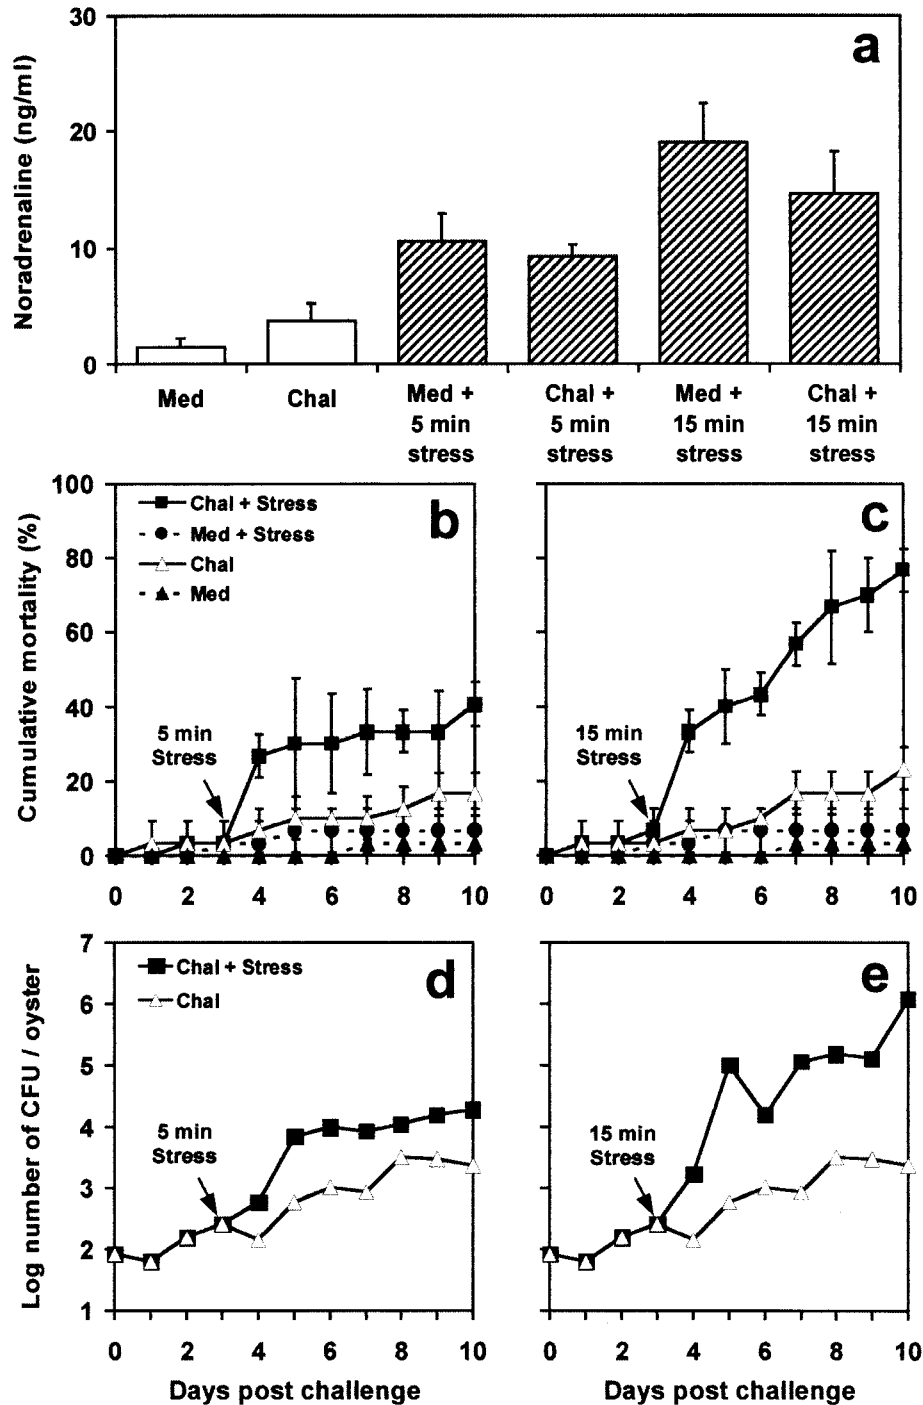 30
20
10
0
Noradrenaline (ng/ml)
a
Med
Chal
Med +
5 min
stress
Chal +
5 min
stress
Med +
15 min
stress
Chal +
15 min
stress
100
80
60
40
20
0
Cumulative mortality (%)
Chal + Stress
Med + Stress
Chal
Med
b
5 min
Stress
0 2 4 6 8 10
c
15 min
Stress
0 2 4 6 8 10
7
6
5
4
3
2
1
Log number of CFU / oyster
Chal + Stress
Chal
d
5 min
Stress
0 2 4 6 8 10
Days post challenge
e
15 min
Stress
0 2 4 6 8 10
Days post challenge